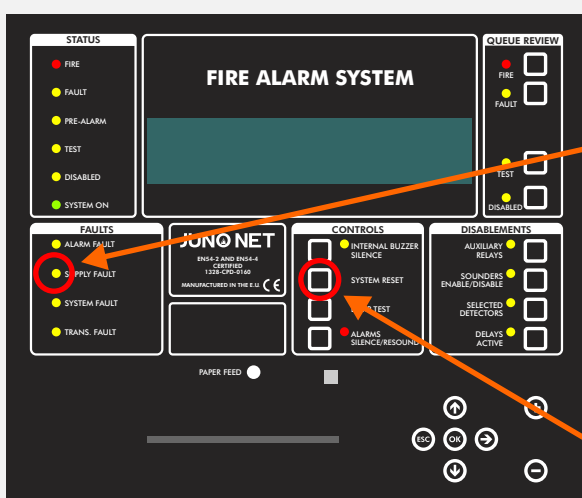 STATUS
FIRE
FAULT
PRE-ALARM
TEST
DISABLED
SYSTEM ON
FIRE ALARM SYSTEM
QUEUE REVIEW
FIRE
FAULT
TEST
DISABLED
FAULTS
ALARM FAULT
SUPPLY FAULT
SYSTEM FAULT
TRANS. FAULT
JUNO NET
EN54-2 AND EN54-4
CERTIFIED
1328-CPD-0160
MANUFACTURED IN THE E.U. CE
CONTROLS
INTERNAL BUZZER
SILENCE
SYSTEM RESET
TEST
ALARMS
SILENCE/RESOUND
DISABLEMENTS
AUXILIARY
RELAYS
SOUNDERS
ENABLE/DISABLE
SELECTED
DETECTORS
DELAYS
ACTIVE
PAPER FEED
ESC
OK